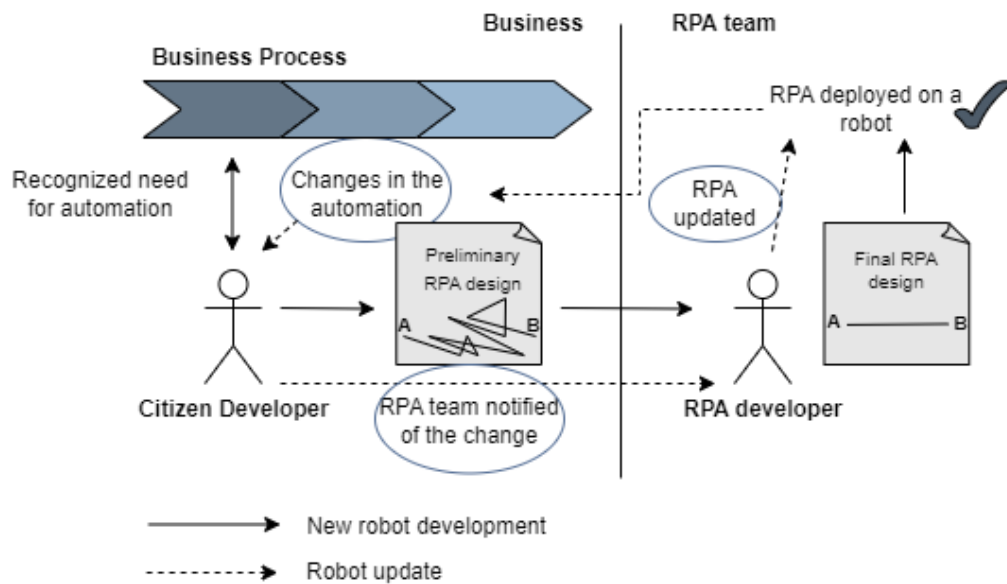 Business
RPA team
Business Process
RPA deployed on a
robot
Recognized need
for automation
Changes in the
automation
RPA
updated
Preliminary
RPA design
A
B
Final RPA
design
A
B
Citizen Developer
RPA team notified
of the change
RPA developer
New robot development
Robot update